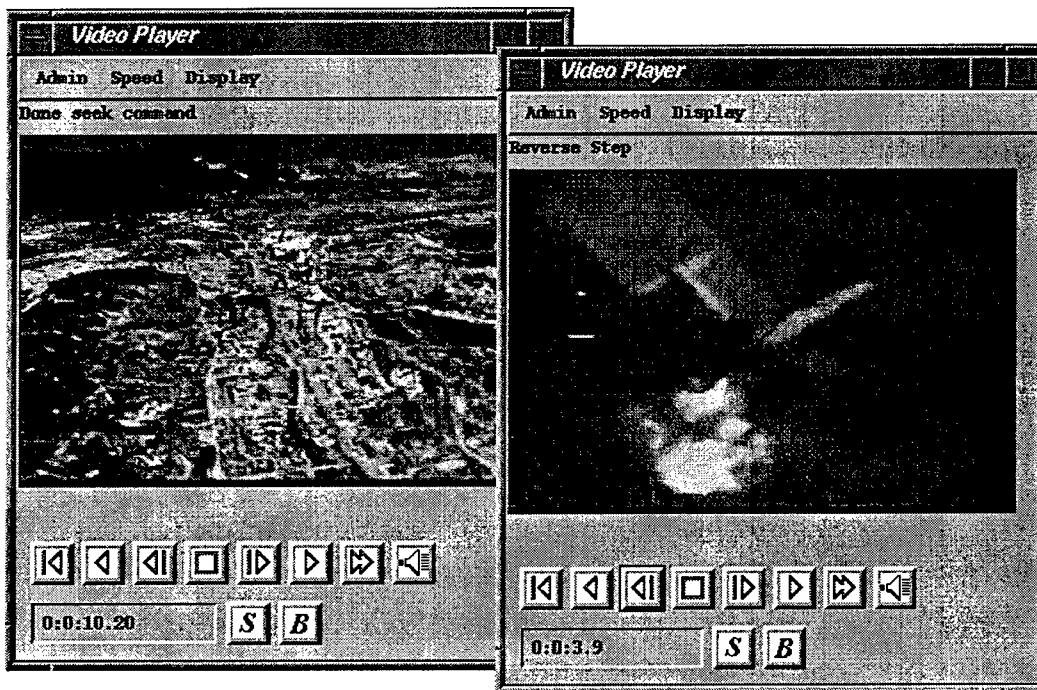 Video Player
Admin Speed Display
Done seek command
0:0:10.20 S B
Video Player
Admin Speed Display
Reverse Step
0:0:3.9 S B